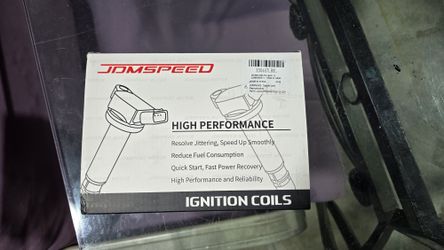 JDMSPEED
HIGH PERFORMANCE
Resolve Jittering, Speed Up Smoothly
Reduce Fuel Consumption
Quick Start, Fast Power Recovery
High Performance and Reliability
IGNITION COILS